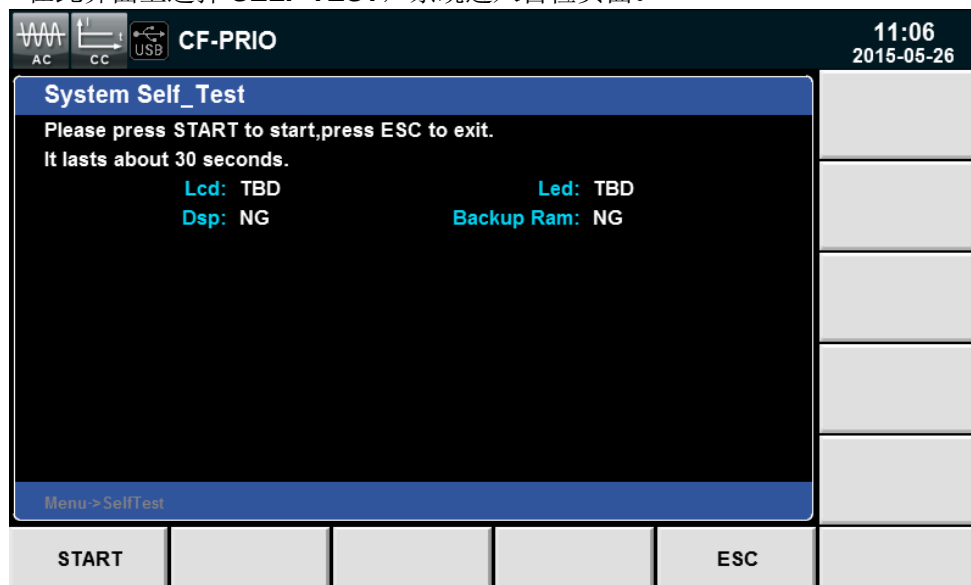 SELF TEST
AC
t
CC
USB
CF-PRIO
11:06
2015-05-26
System Self_Test
Please press START to start,press ESC to exit.
It lasts about 30 seconds.
Lcd: TBD Led: TBD
Dsp: NG Backup Ram: NG
Menu->SelfTest
START ESC